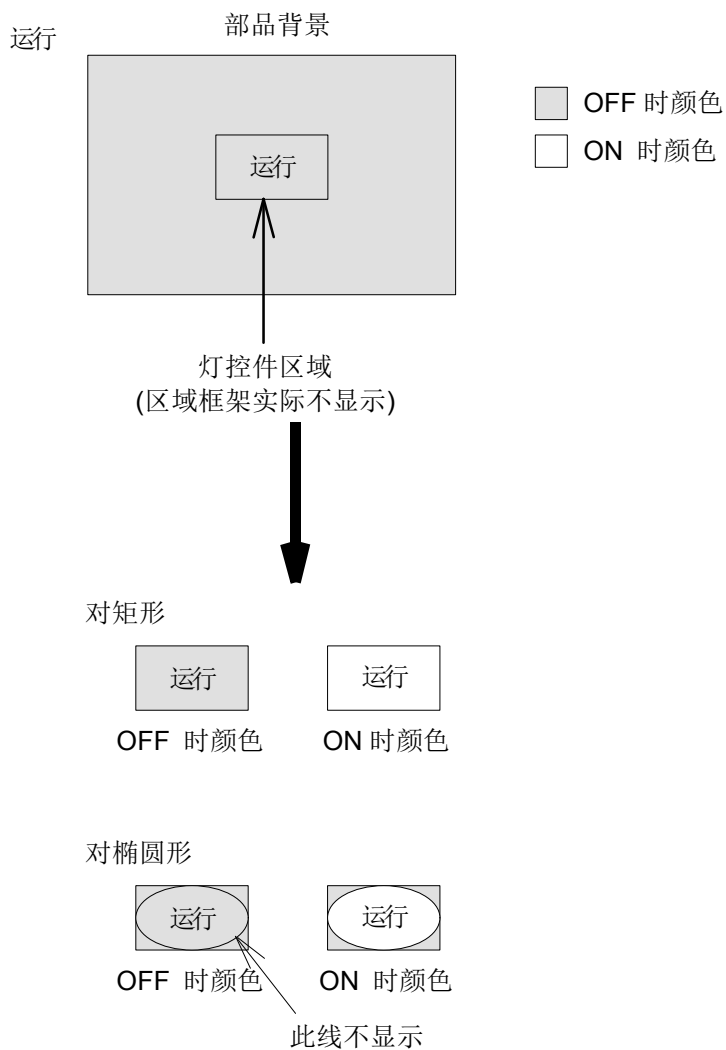 部品背景
运行
OFF 时颜色
ON 时颜色
运行
灯控件区域
(区域框架实际不显示)
对矩形
运行 运行
OFF 时颜色 ON 时颜色
对椭圆形
运行 运行
OFF 时颜色 ON 时颜色
此线不显示